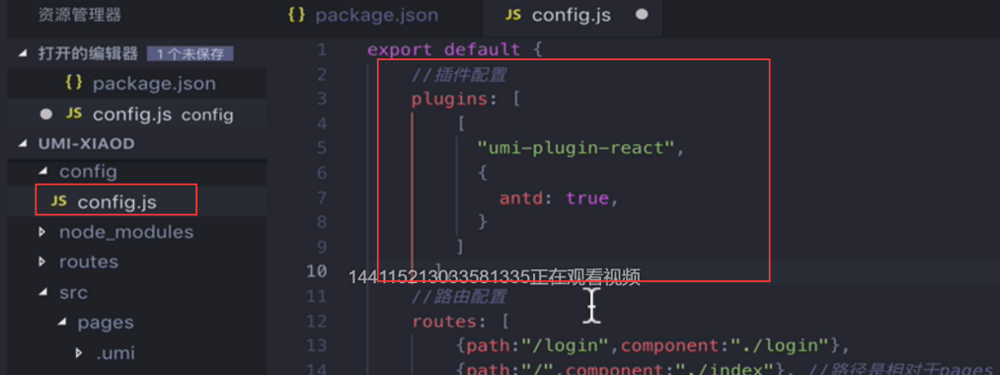 资源管理器
打开的编辑器 1 个未保存
{} package.json
JS config.js config
UMI-XIAOD
config
JS config.js
node_modules
routes
src
pages
.umi
{} package.json JS config.js
1 export default {
2 //插件配置
3 plugins: [
4 [
5 "umi-plugin-react",
6 {
7 antd: true,
8 }
9 ]
10 ],
144115213033581335正在观看视频
11 //路由配置
12 routes: [
13 {path:"/login",component:"./login"},
14 {path:"/",component:"./index"}, //路径是相对于pages